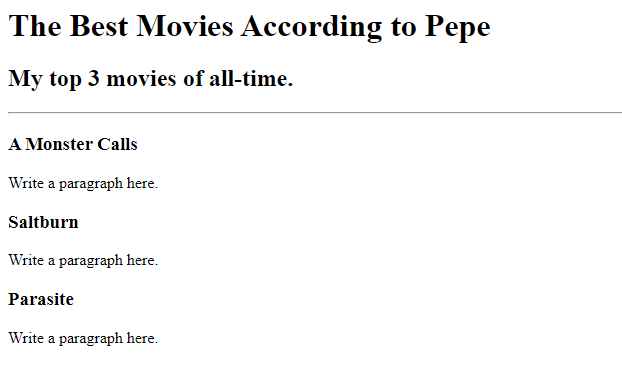 The Best Movies According to Pepe
My top 3 movies of all-time.
A Monster Calls
Write a paragraph here.
Saltburn
Write a paragraph here.
Parasite
Write a paragraph here.